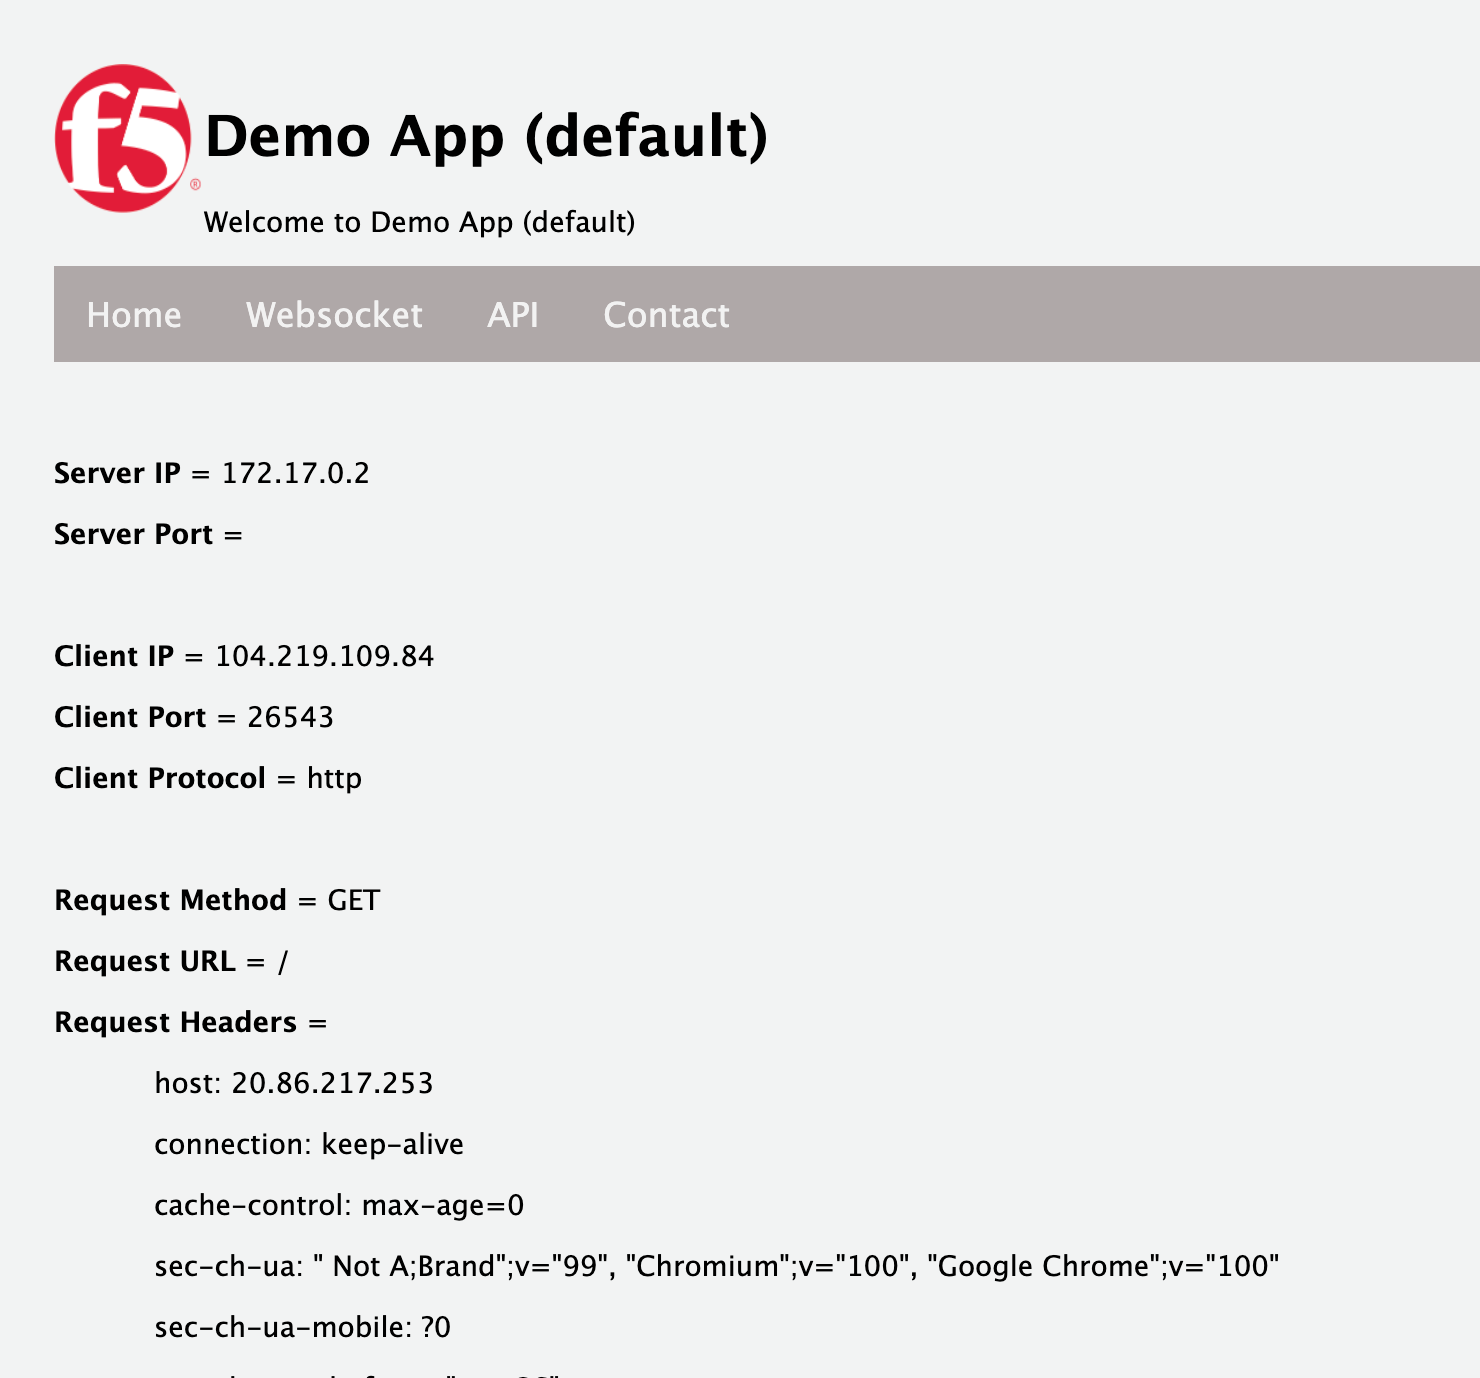 f5
®
Demo App (default)
Welcome to Demo App (default)
Home Websocket API Contact
Server IP = 172.17.0.2
Server Port =
Client IP = 104.219.109.84
Client Port = 26543
Client Protocol = http
Request Method = GET
Request URL = /
Request Headers =
host: 20.86.217.253
connection: keep-alive
cache-control: max-age=0
sec-ch-ua: " Not A;Brand";v="99", "Chromium";v="100", "Google Chrome";v="100"
sec-ch-ua-mobile: ?0